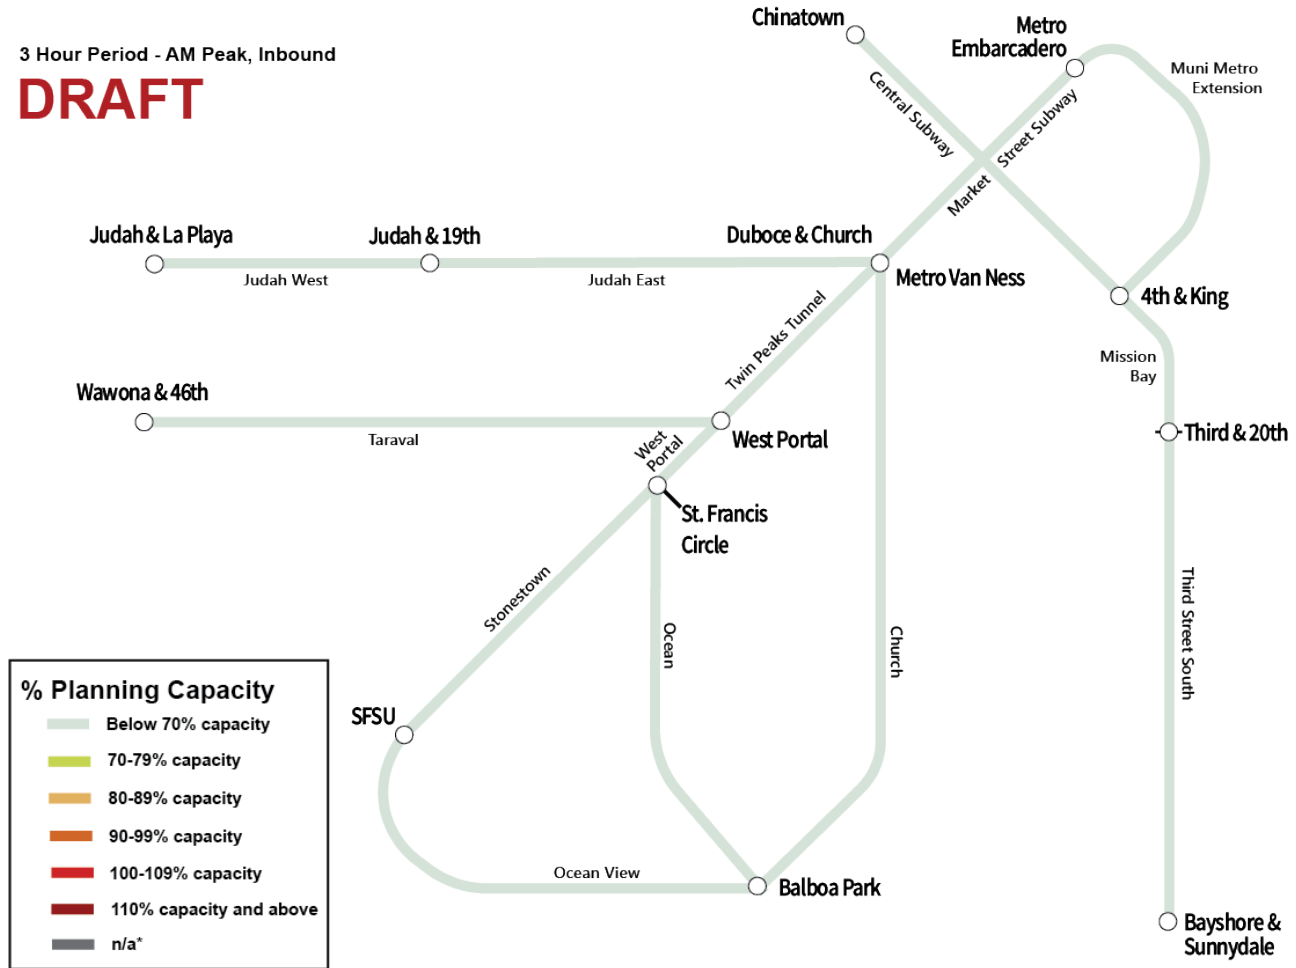 3 Hour Period - AM Peak, Inbound
DRAFT
Chinatown
Metro
Embarcadero
Muni Metro
Extension
Central Subway
Market Street Subway
Judah & La Playa
Judah & 19th
Duboce & Church
Judah West
Judah East
Metro Van Ness
4th & King
Twin Peaks Tunnel
Mission
Bay
Wawona & 46th
Taraval
West
Portal
West Portal
Third & 20th
St. Francis
Circle
Stonestown
Ocean
Church
Third Street South
SFSU
Ocean View
Balboa Park
Bayshore &
Sunnydale
% Planning Capacity
Below 70% capacity
70-79% capacity
80-89% capacity
90-99% capacity
100-109% capacity
110% capacity and above
n/a*